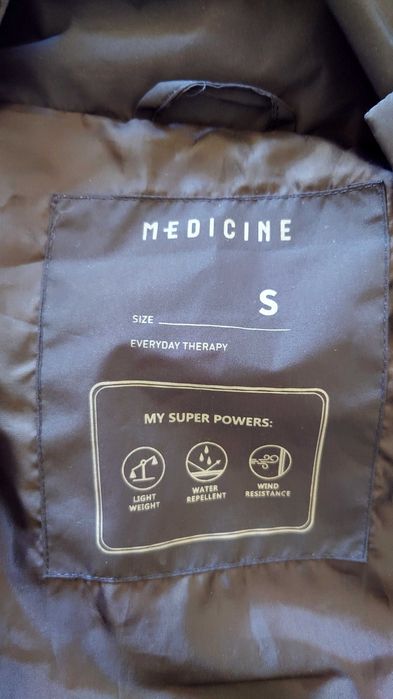 MEDICINE
SIZE S
EVERYDAY THERAPY
MY SUPER POWERS:
LIGHT
WEIGHT
WATER
REPELLENT
WIND
RESISTANCE